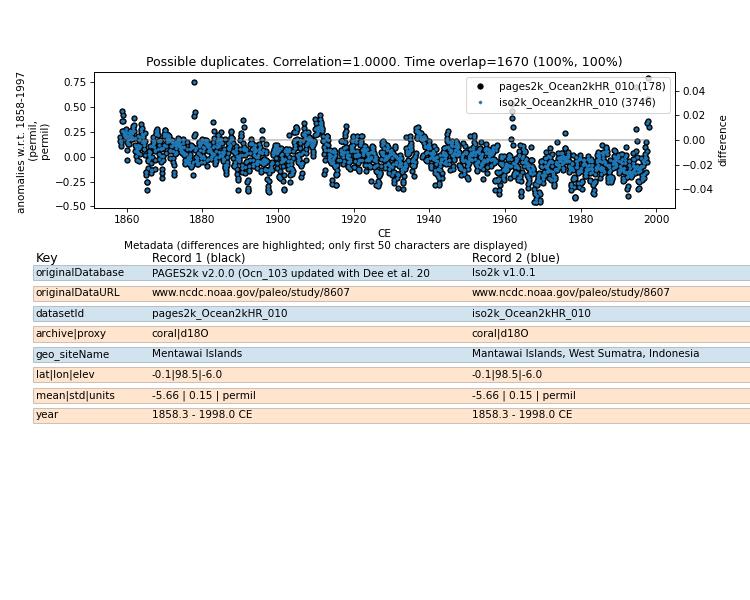 Possible duplicates. Correlation=1.0000. Time overlap=1670 (100%, 100%)
anomalies w.r.t. 1858-1997
(permil,
permil)
0.75
0.50
0.25
0.00
−0.25
−0.50
pages2k_Ocean2kHR_010 (178)
iso2k_Ocean2kHR_010 (3746)
0.04
0.02
0.00
−0.02
−0.04
difference
1860 1880 1900 1920 1940 1960 1980 2000
CE
Metadata (differences are highlighted; only first 50 characters are displayed)
Key Record 1 (black) Record 2 (blue)
originalDatabase PAGES2k v2.0.0 (Ocn_103 updated with Dee et al. 20 Iso2k v1.0.1
originalDataURL www.ncdc.noaa.gov/paleo/study/8607 www.ncdc.noaa.gov/paleo/study/8607
datasetId pages2k_Ocean2kHR_010 iso2k_Ocean2kHR_010
archive|proxy coral|d18O coral|d18O
geo_siteName Mentawai Islands Mantawai Islands, West Sumatra, Indonesia
lat|lon|elev -0.1|98.5|-6.0 -0.1|98.5|-6.0
mean|std|units -5.66 | 0.15 | permil -5.66 | 0.15 | permil
year 1858.3 - 1998.0 CE 1858.3 - 1998.0 CE